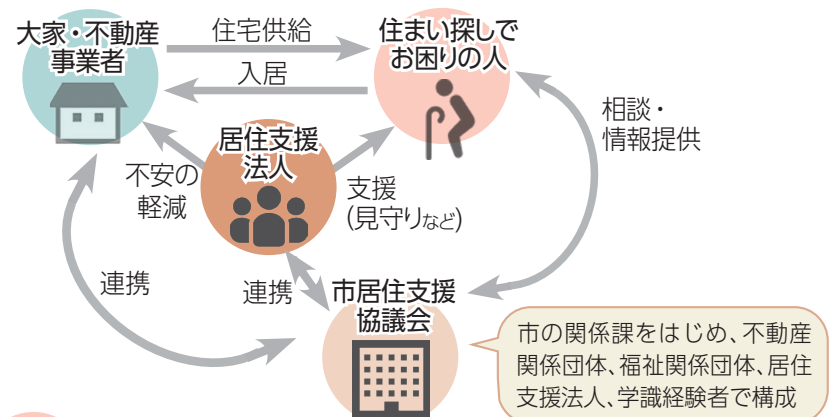 大家・不動産
事業者
住宅供給
入居
住まい探しで
お困りの人
相談・
情報提供
居住支援
法人
不安の
軽減
支援
(見守りなど)
連携
連携
市居住支援
協議会
市の関係課をはじめ、不動産
関係団体、福祉関係団体、居住
支援法人、学識経験者で構成